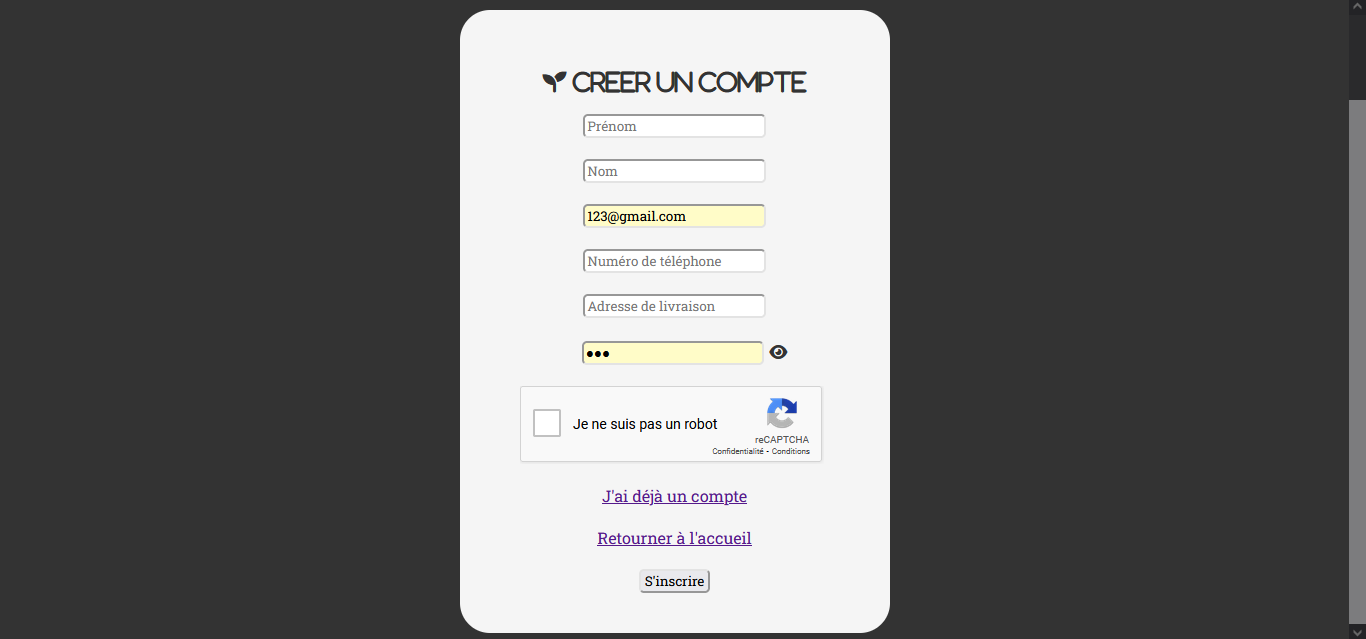 CREER UN COMPTE
Prénom
Nom
123@gmail.com
Numéro de téléphone
Adresse de livraison
●●●
Je ne suis pas un robot
reCAPTCHA
Confidentialité - Conditions
J'ai déjà un compte
Retourner à l'accueil
S'inscrire